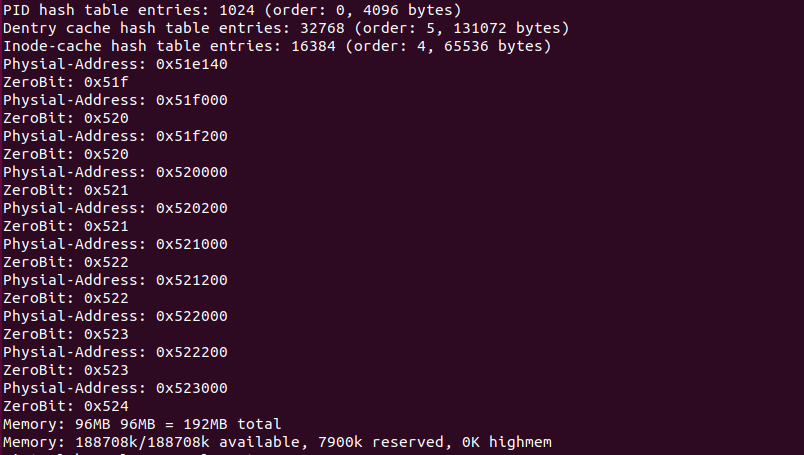 PID hash table entries: 1024 (order: 0, 4096 bytes)
Dentry cache hash table entries: 32768 (order: 5, 131072 bytes)
Inode-cache hash table entries: 16384 (order: 4, 65536 bytes)
Physial-Address: 0x51e140
ZeroBit: 0x51f
Physial-Address: 0x51f000
ZeroBit: 0x520
Physial-Address: 0x51f200
ZeroBit: 0x520
Physial-Address: 0x520000
ZeroBit: 0x521
Physial-Address: 0x520200
ZeroBit: 0x521
Physial-Address: 0x521000
ZeroBit: 0x522
Physial-Address: 0x521200
ZeroBit: 0x522
Physial-Address: 0x522000
ZeroBit: 0x523
Physial-Address: 0x522200
ZeroBit: 0x523
Physial-Address: 0x523000
ZeroBit: 0x524
Memory: 96MB 96MB = 192MB total
Memory: 188708k/188708k available, 7900k reserved, 0K highmem